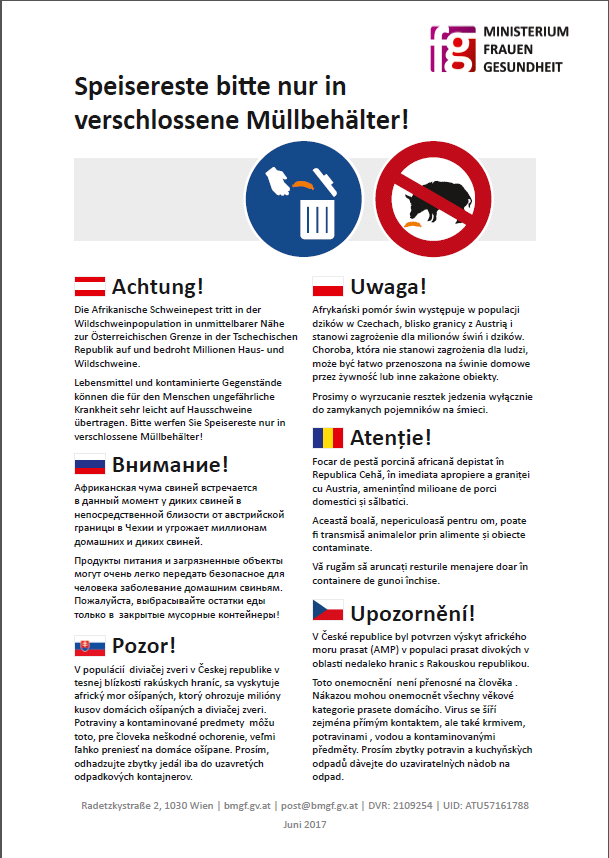 MINISTERIUM
FRAUEN
GESUNDHEIT
Speisereste bitte nur in
verschlossene Müllbehälter!
Achtung!
Die Afrikanische Schweinepest tritt in der
Wildschweinpopulation in unmittelbarer Nähe
zur Österreichischen Grenze in der Tschechischen
Republik auf und bedroht Millionen Haus- und
Wildschweine.
Lebensmittel und kontaminierte Gegenstände
können die für den Menschen ungefährliche
Krankheit sehr leicht auf Hausschweine
übertragen. Bitte werfen Sie Speisereste nur in
verschlossene Müllbehälter!
Внимание!
Африканская чума свиней встречается
в данный момент у диких свиней в
непосредственной близости от австрийской
границы в Чехии и угрожает миллионам
домашних и диких свиней.
Продукты питания и загрязненные объекты
могут очень легко передать безопасное для
человека заболевание домашним свиньям.
Пожалуйста, выбрасывайте остатки еды
только в закрытые мусорные контейнеры!
Pozor!
V populácií diviačej zveri v Českej republike v
tesnej blízkosti rakúskych hraníc, sa vyskytuje
africký mor ošípaných, ktorý ohrozuje milióny
kusov domácich ošípaných a diviačej zveri.
Potraviny a kontaminované predmety môžu
toto, pre človeka neškodné ochorenie, veľmi
ľahko preniesť na domáce ošípane. Prosím,
odhadzujte zbytky jedál iba do uzavretých
odpadkových kontajnerov.
Uwaga!
Afrykański pomór świn występuje w populacji
dzików w Czechach, blisko granicy z Austrią i
stanowi zagrożenie dla milionów świń i dzików.
Choroba, która nie stanowi zagrożenia dla ludzi,
może być łatwo przenoszona na świnie domowe
przez żywność lub inne zakażone obiekty.
Prosimy o wyrzucanie resztek jedzenia wyłącznie
do zamykanych pojemników na śmieci.
Atenție!
Focar de pestă porcină africană depistat în
Republica Cehă, în imediata apropiere a graniței
cu Austria, amenințînd milioane de porci
domestici și sălbatici.
Această boală, nepericuloasă pentru om, poate
fi transmisă animalelor prin alimente și obiecte
contaminate.
Vă rugăm să aruncați resturile menajere doar în
containere de gunoi închise.
Upozornění!
V České republice byl potvrzen výskyt afrického
moru prasat (AMP) v populaci prasat divokých v
oblasti nedaleko hranic s Rakouskou republikou.
Toto onemocnění není přenosné na člověka .
Nákazou mohou onemocnět všechny věkové
kategorie prasete domácího. Virus se šíří
zejména přímým kontaktem, ale také krmivem,
potravinami , vodou a kontaminovanými
předměty. Prosím zbytky potravin a kuchyňskỳch
odpadů dàvejte do uzaviratelnỳch nàdob na
odpad.
Radetzkystraße 2, 1030 Wien | bmgf.gv.at | post@bmgf.gv.at | DVR: 2109254 | UID: ATU57161788
Juni 2017